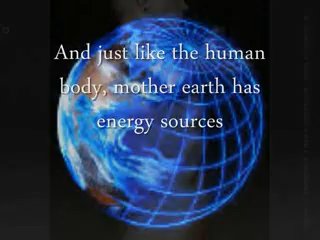 And just like the human
body, mother earth has
energy sources